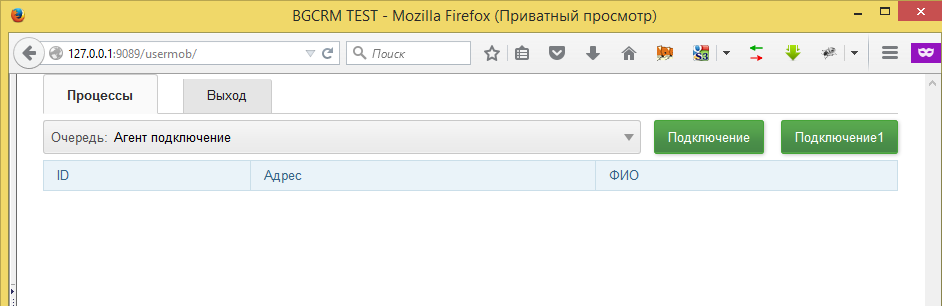 BGCRM TEST - Mozilla Firefox (Приватный просмотр)
127.0.0.1:9089/usermob/ Поиск S3
Процессы Выход
Очередь: Агент подключение Подключение Подключение1
ID Адрес ФИО